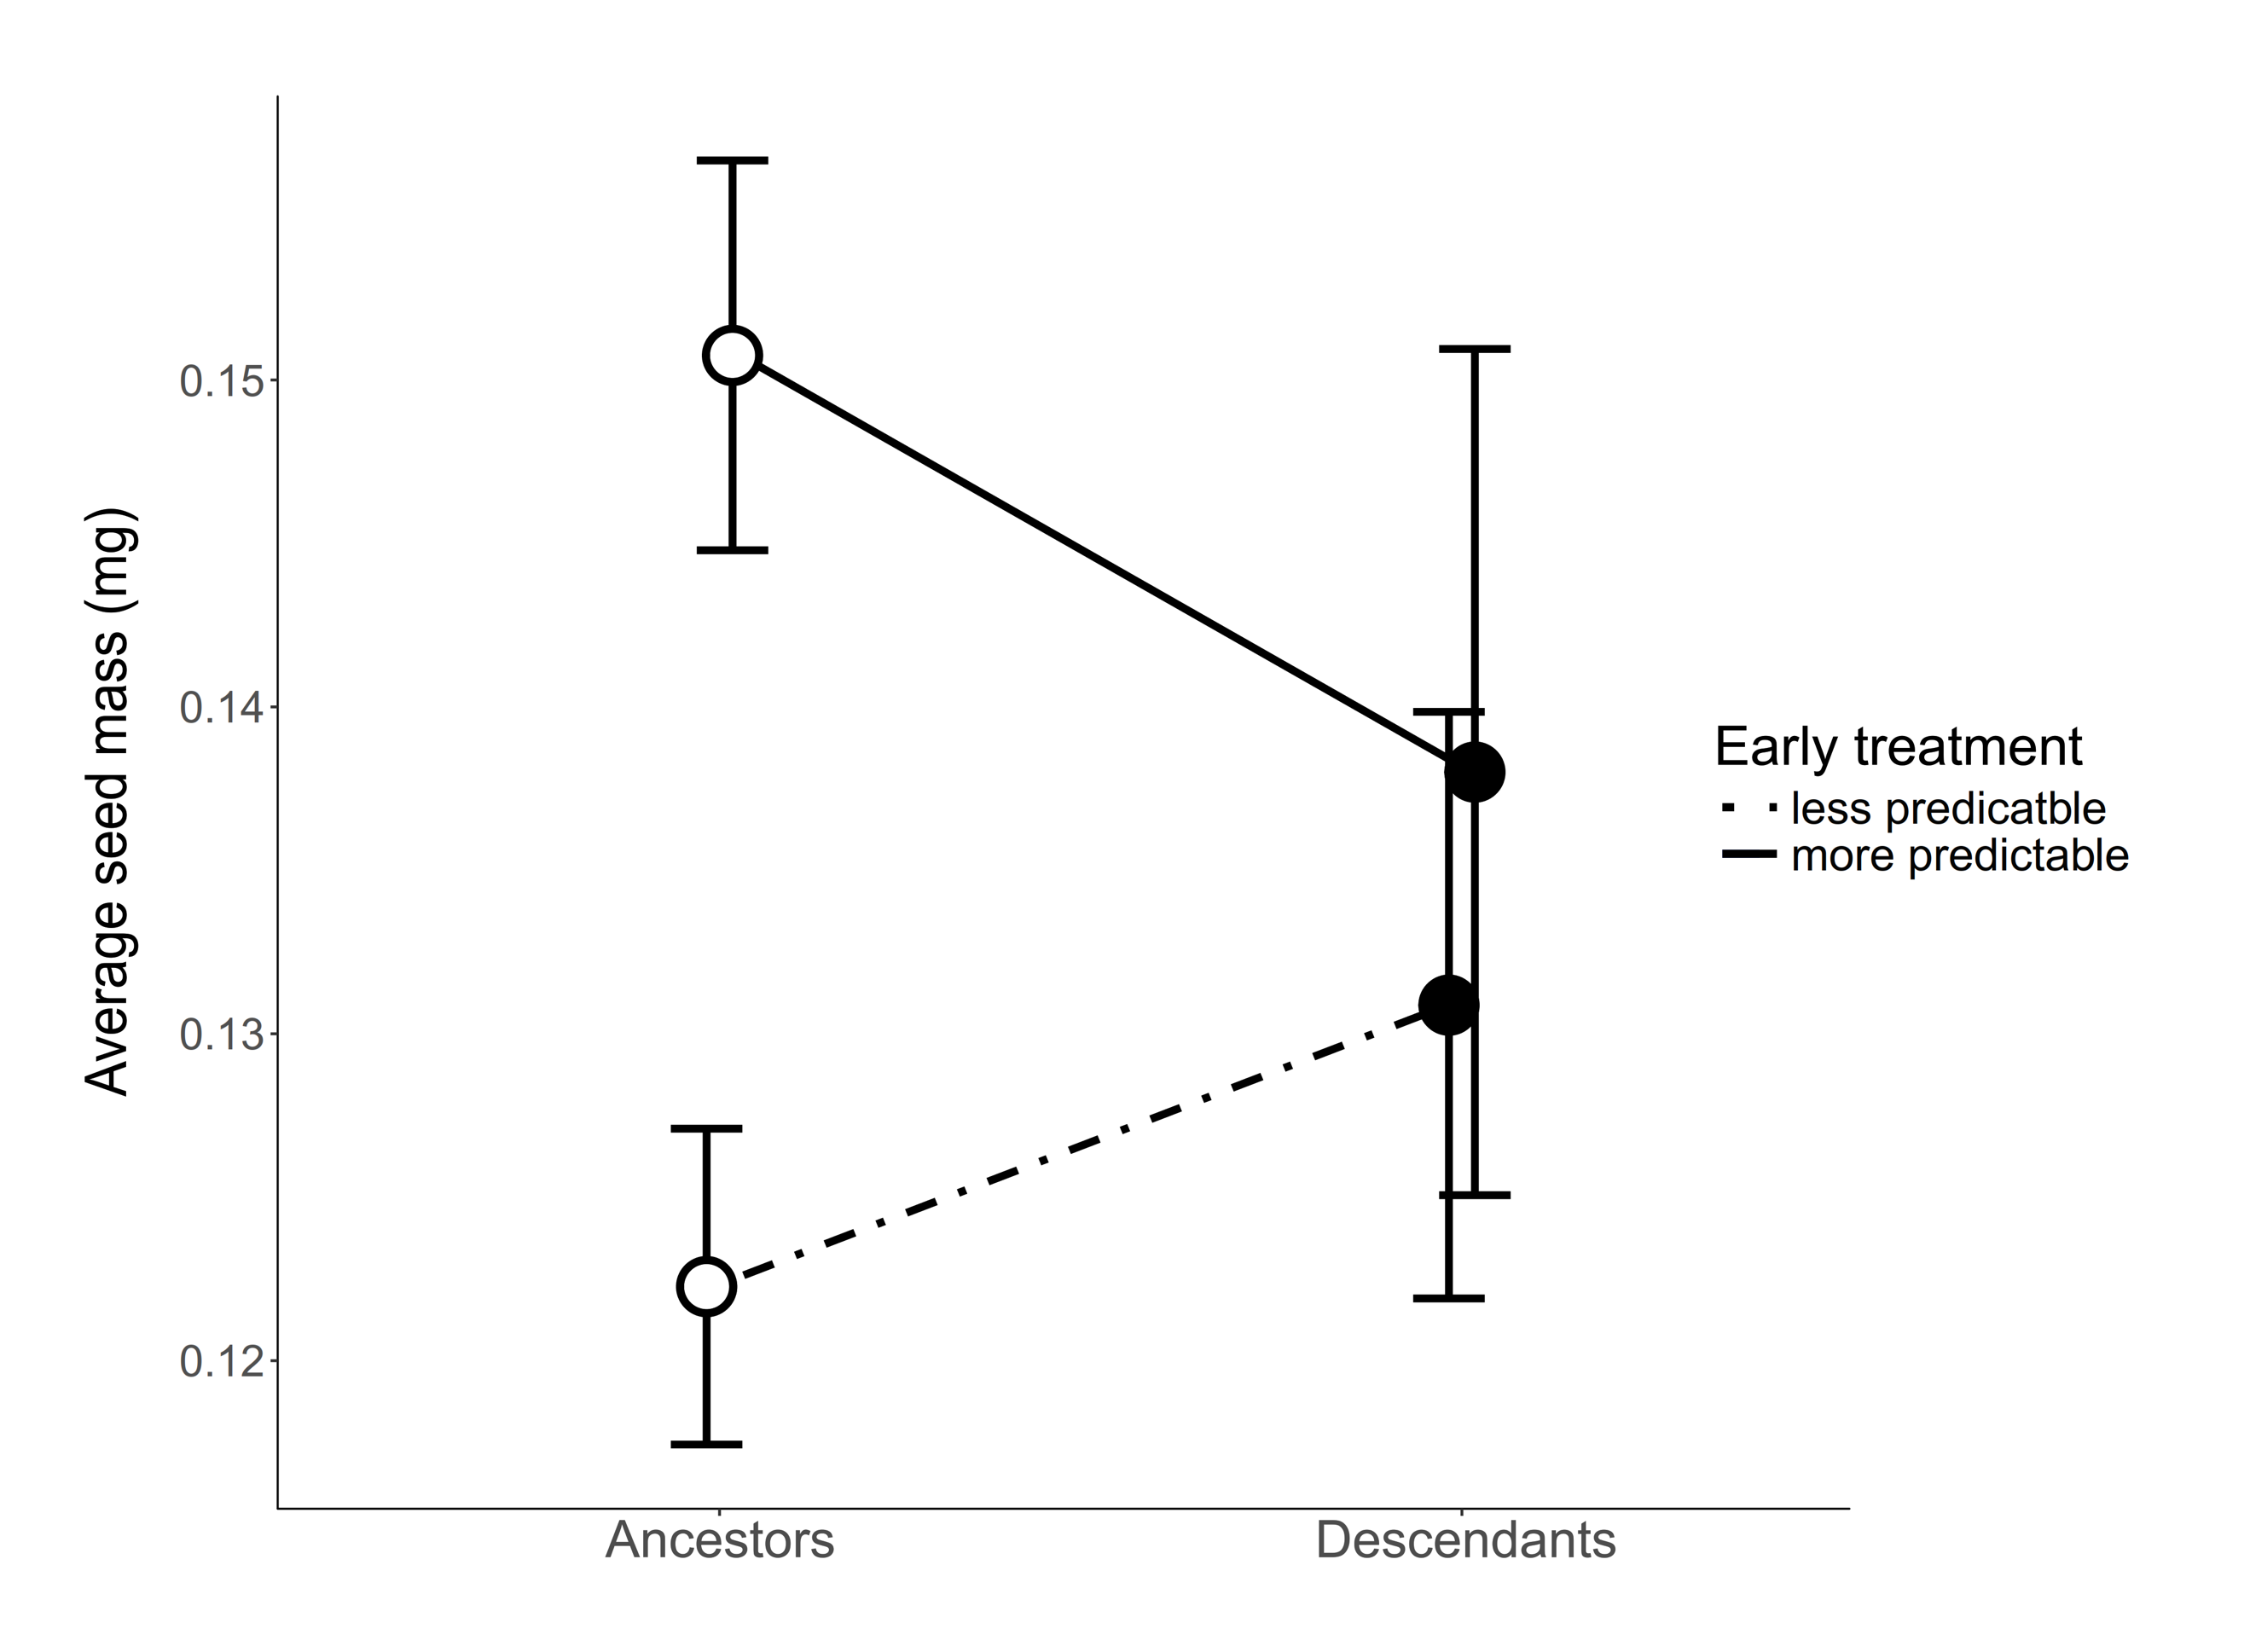 Average seed mass (mg)
0.15
0.14
0.13
0.12
Ancestors
Descendants
Early treatment
less predicatble
more predictable